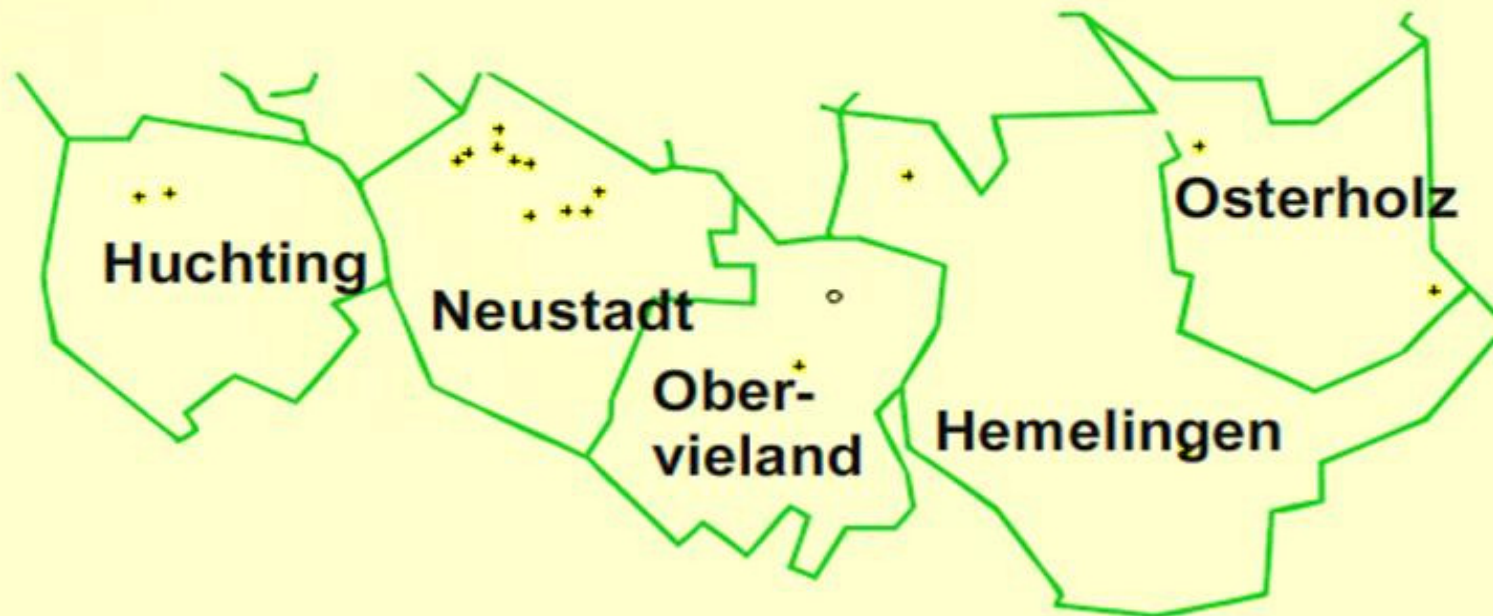 Huchting
Neustadt
Ober-
vieland
Hemelingen
Osterholz